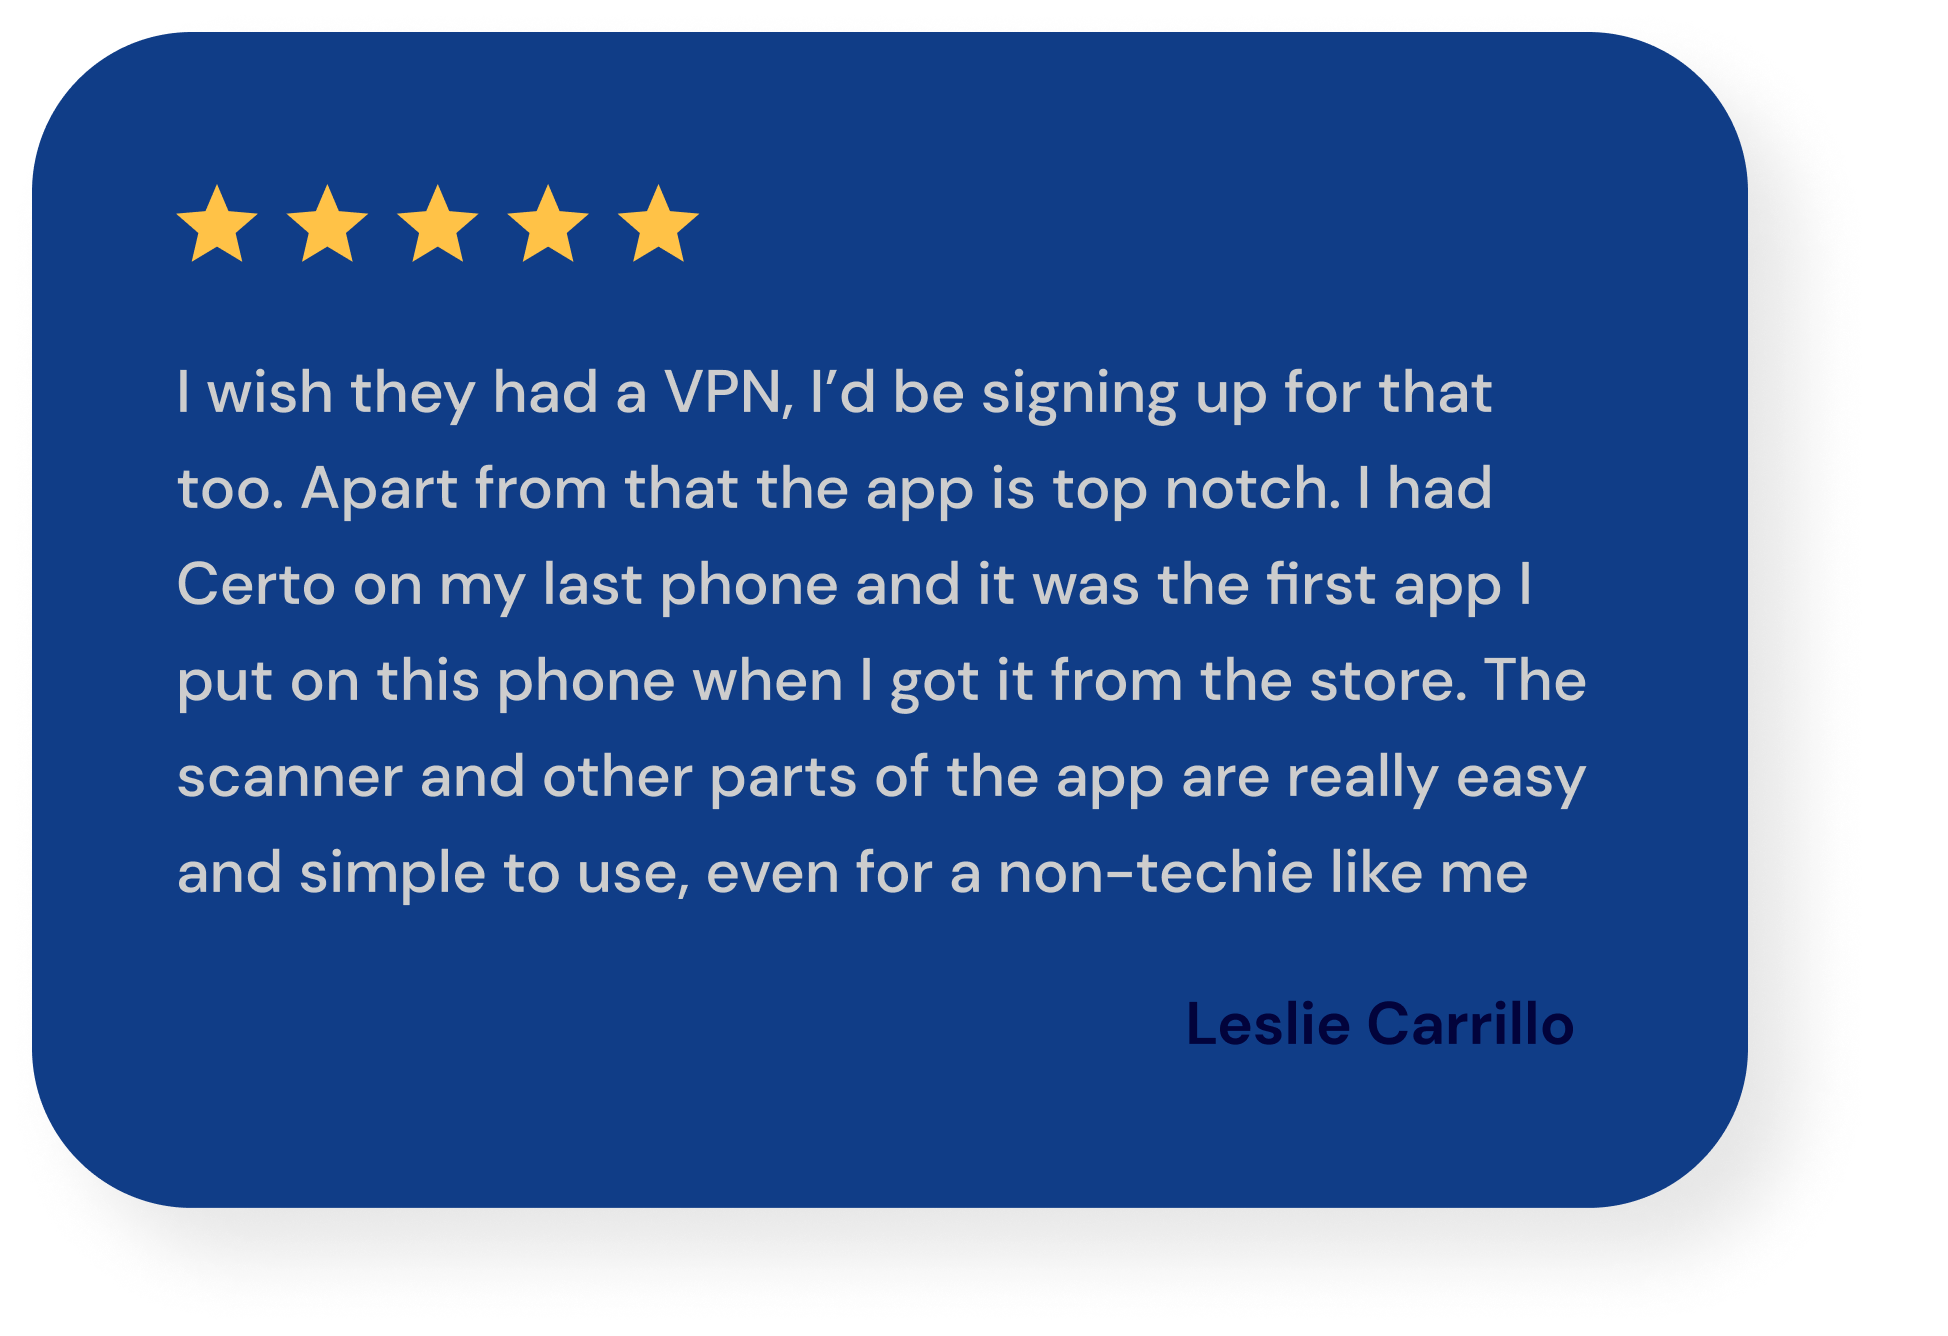 I wish they had a VPN, I’d be signing up for that
too. Apart from that the app is top notch. I had
Certo on my last phone and it was the first app I
put on this phone when I got it from the store. The
scanner and other parts of the app are really easy
and simple to use, even for a non-techie like me
Leslie Carrillo